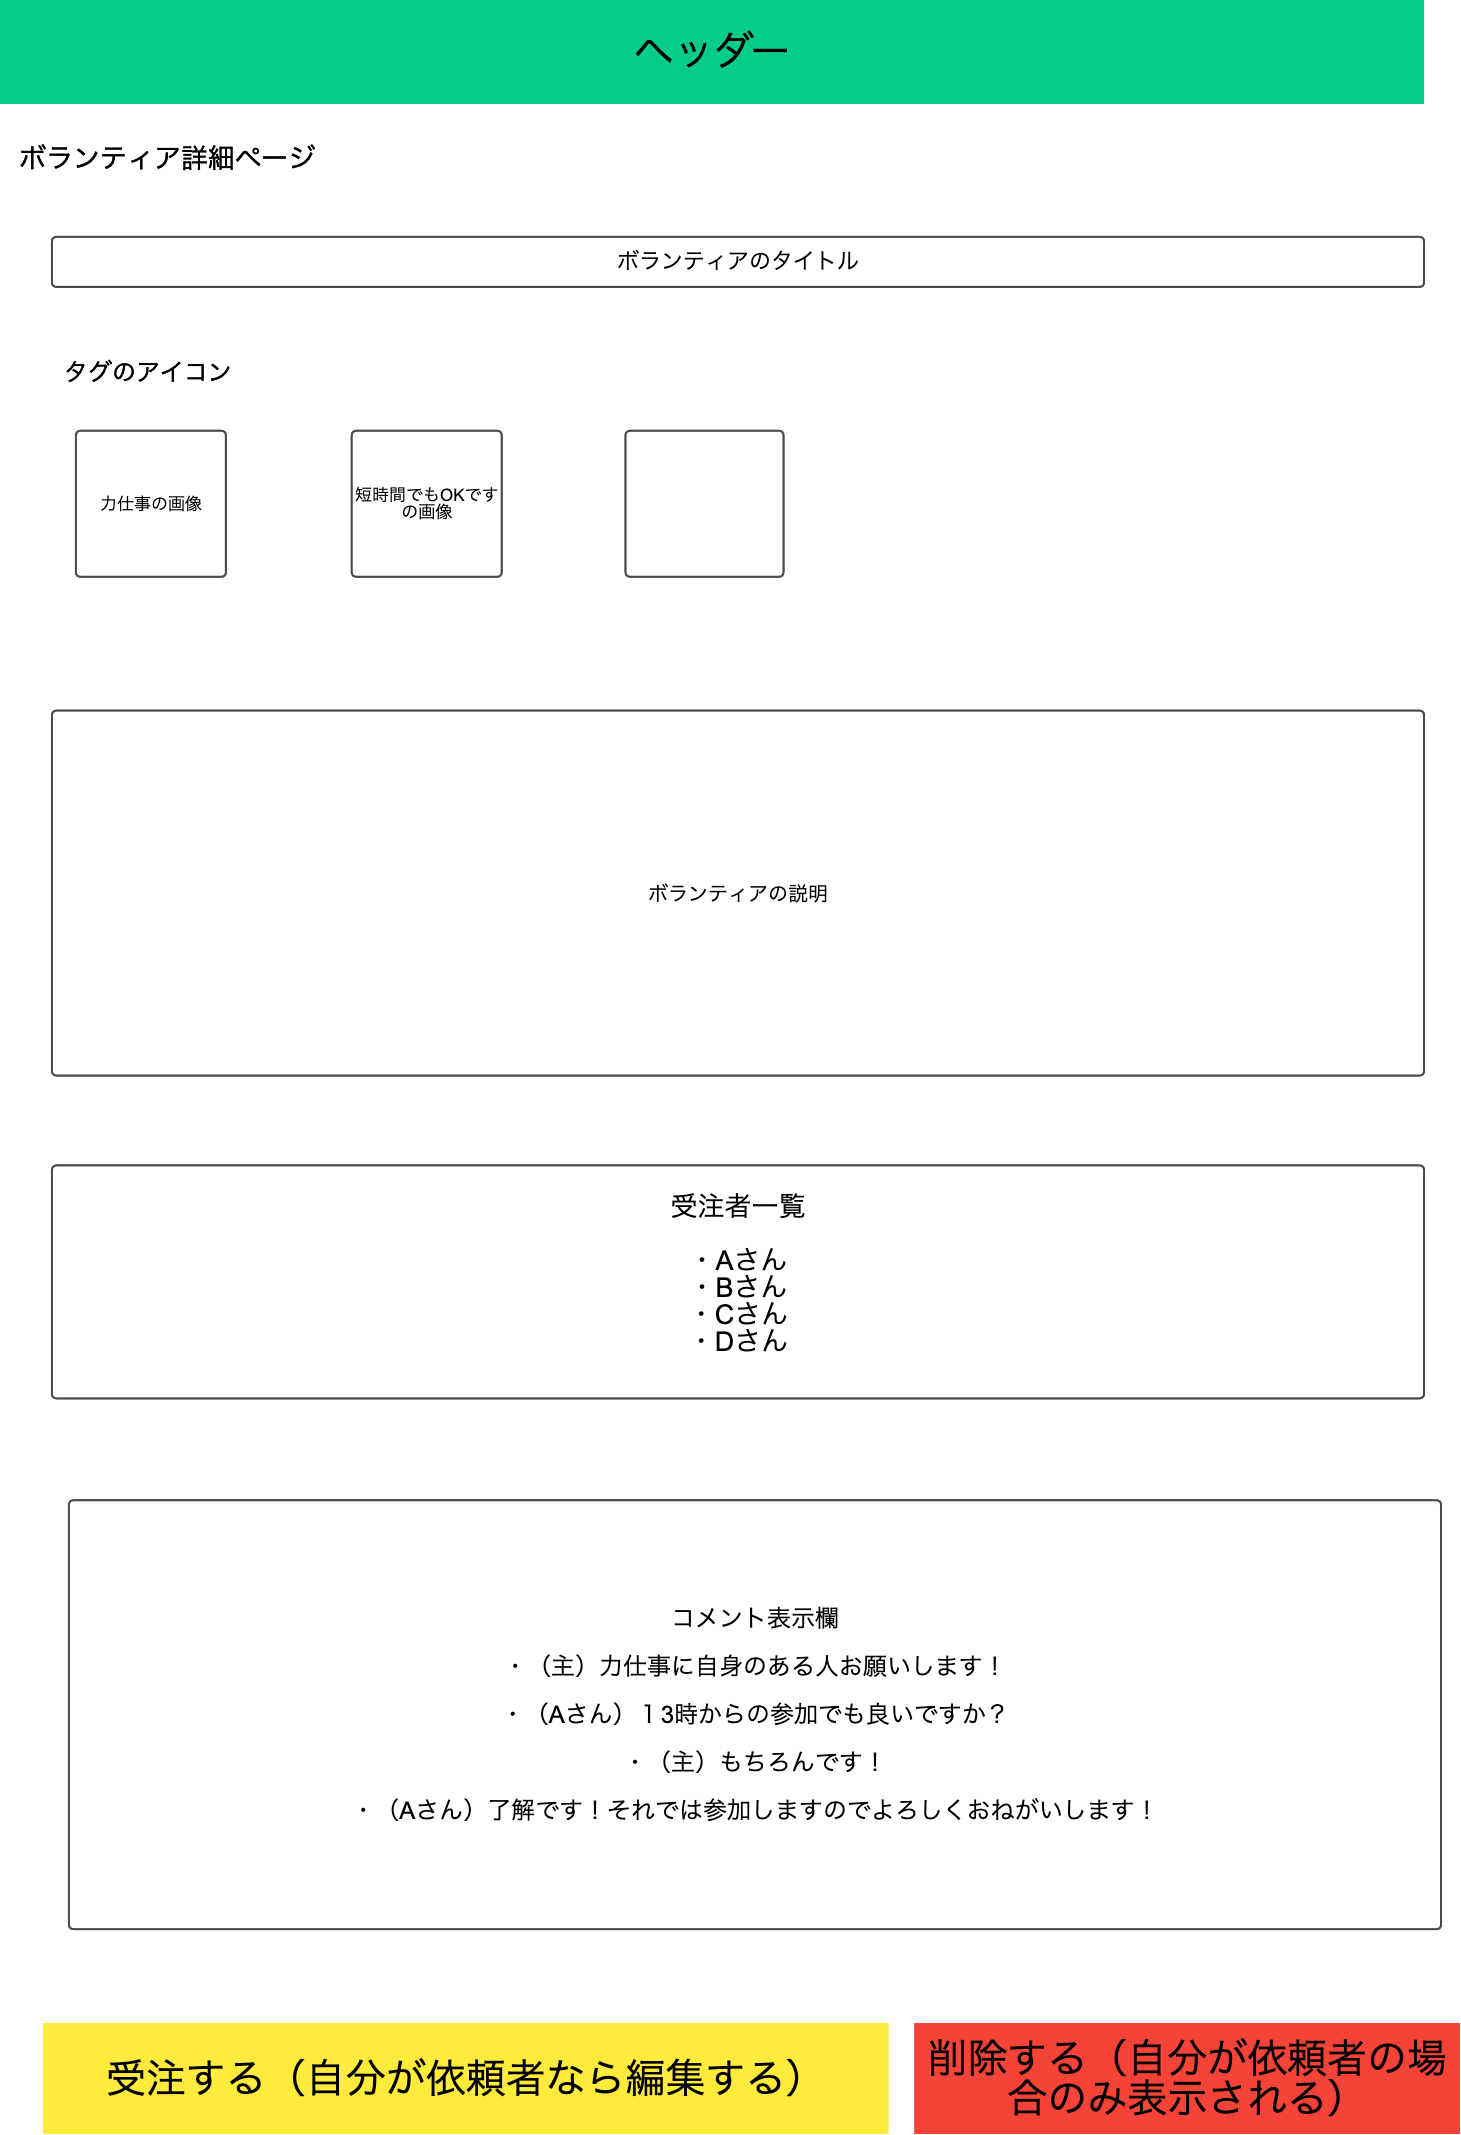 ヘッダー
ボランティア詳細ページ
ボランティアのタイトル
タグのアイコン
力仕事の画像
短時間でもOKです
の画像
ボランティアの説明
受注者一覧
・Aさん
・Bさん
・Cさん
・Dさん
コメント表示欄
・（主）力仕事に自身のある人お願いします！
・（Aさん）１3時からの参加でも良いですか？
・（主）もちろんです！
・（Aさん）了解です！それでは参加しますのでよろしくおねがいします！
受注する（自分が依頼者なら編集する）
削除する（自分が依頼者の場
合のみ表示される）